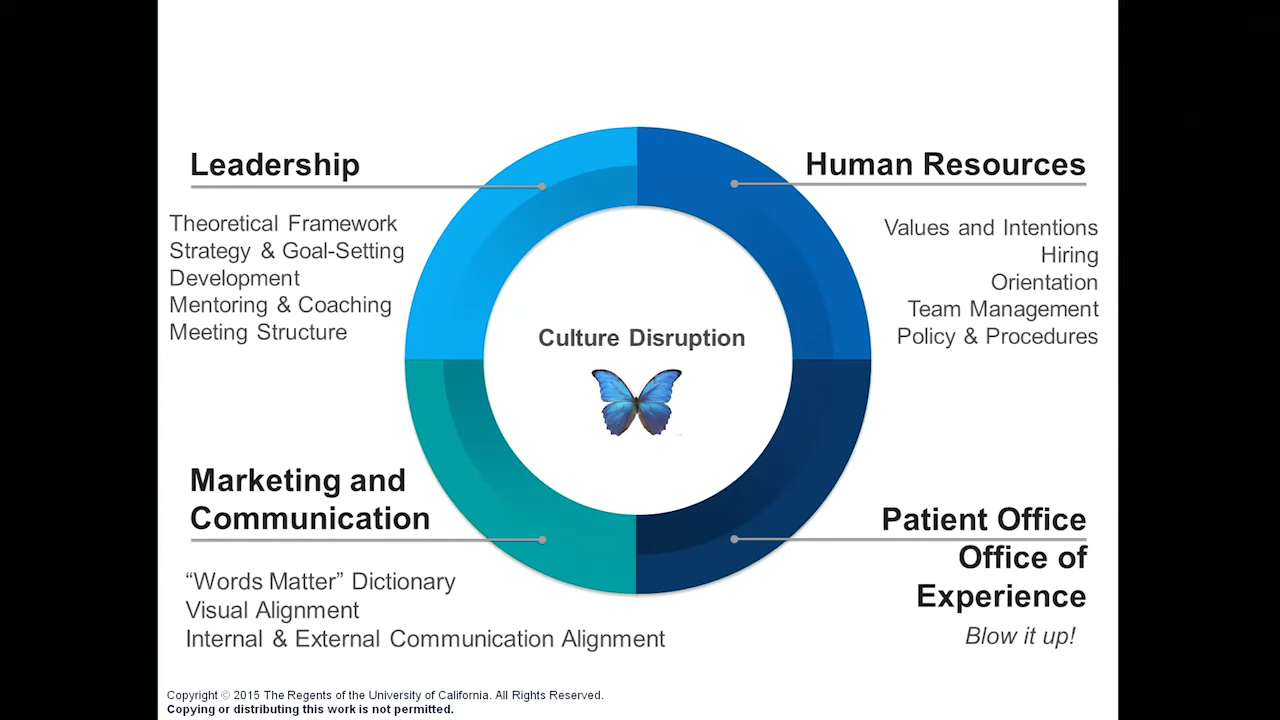 Leadership
Theoretical Framework
Strategy & Goal-Setting
Development
Mentoring & Coaching
Meeting Structure
Human Resources
Values and Intentions
Hiring
Orientation
Team Management
Policy & Procedures
Culture Disruption
Marketing and
Communication
“Words Matter” Dictionary
Visual Alignment
Internal & External Communication Alignment
Patient Office
Office of
Experience
Blow it up!
Copyright © 2015 The Regents of the University of California. All Rights Reserved.
Copying or distributing this work is not permitted.